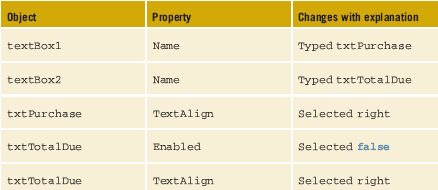 Object Property Changes with explanation
textBox1 Name Typed txtPurchase
textBox2 Name Typed txtTotalDue
txtPurchase TextAlign Selected right
txtTotalDue Enabled Selected false
txtTotalDue TextAlign Selected right